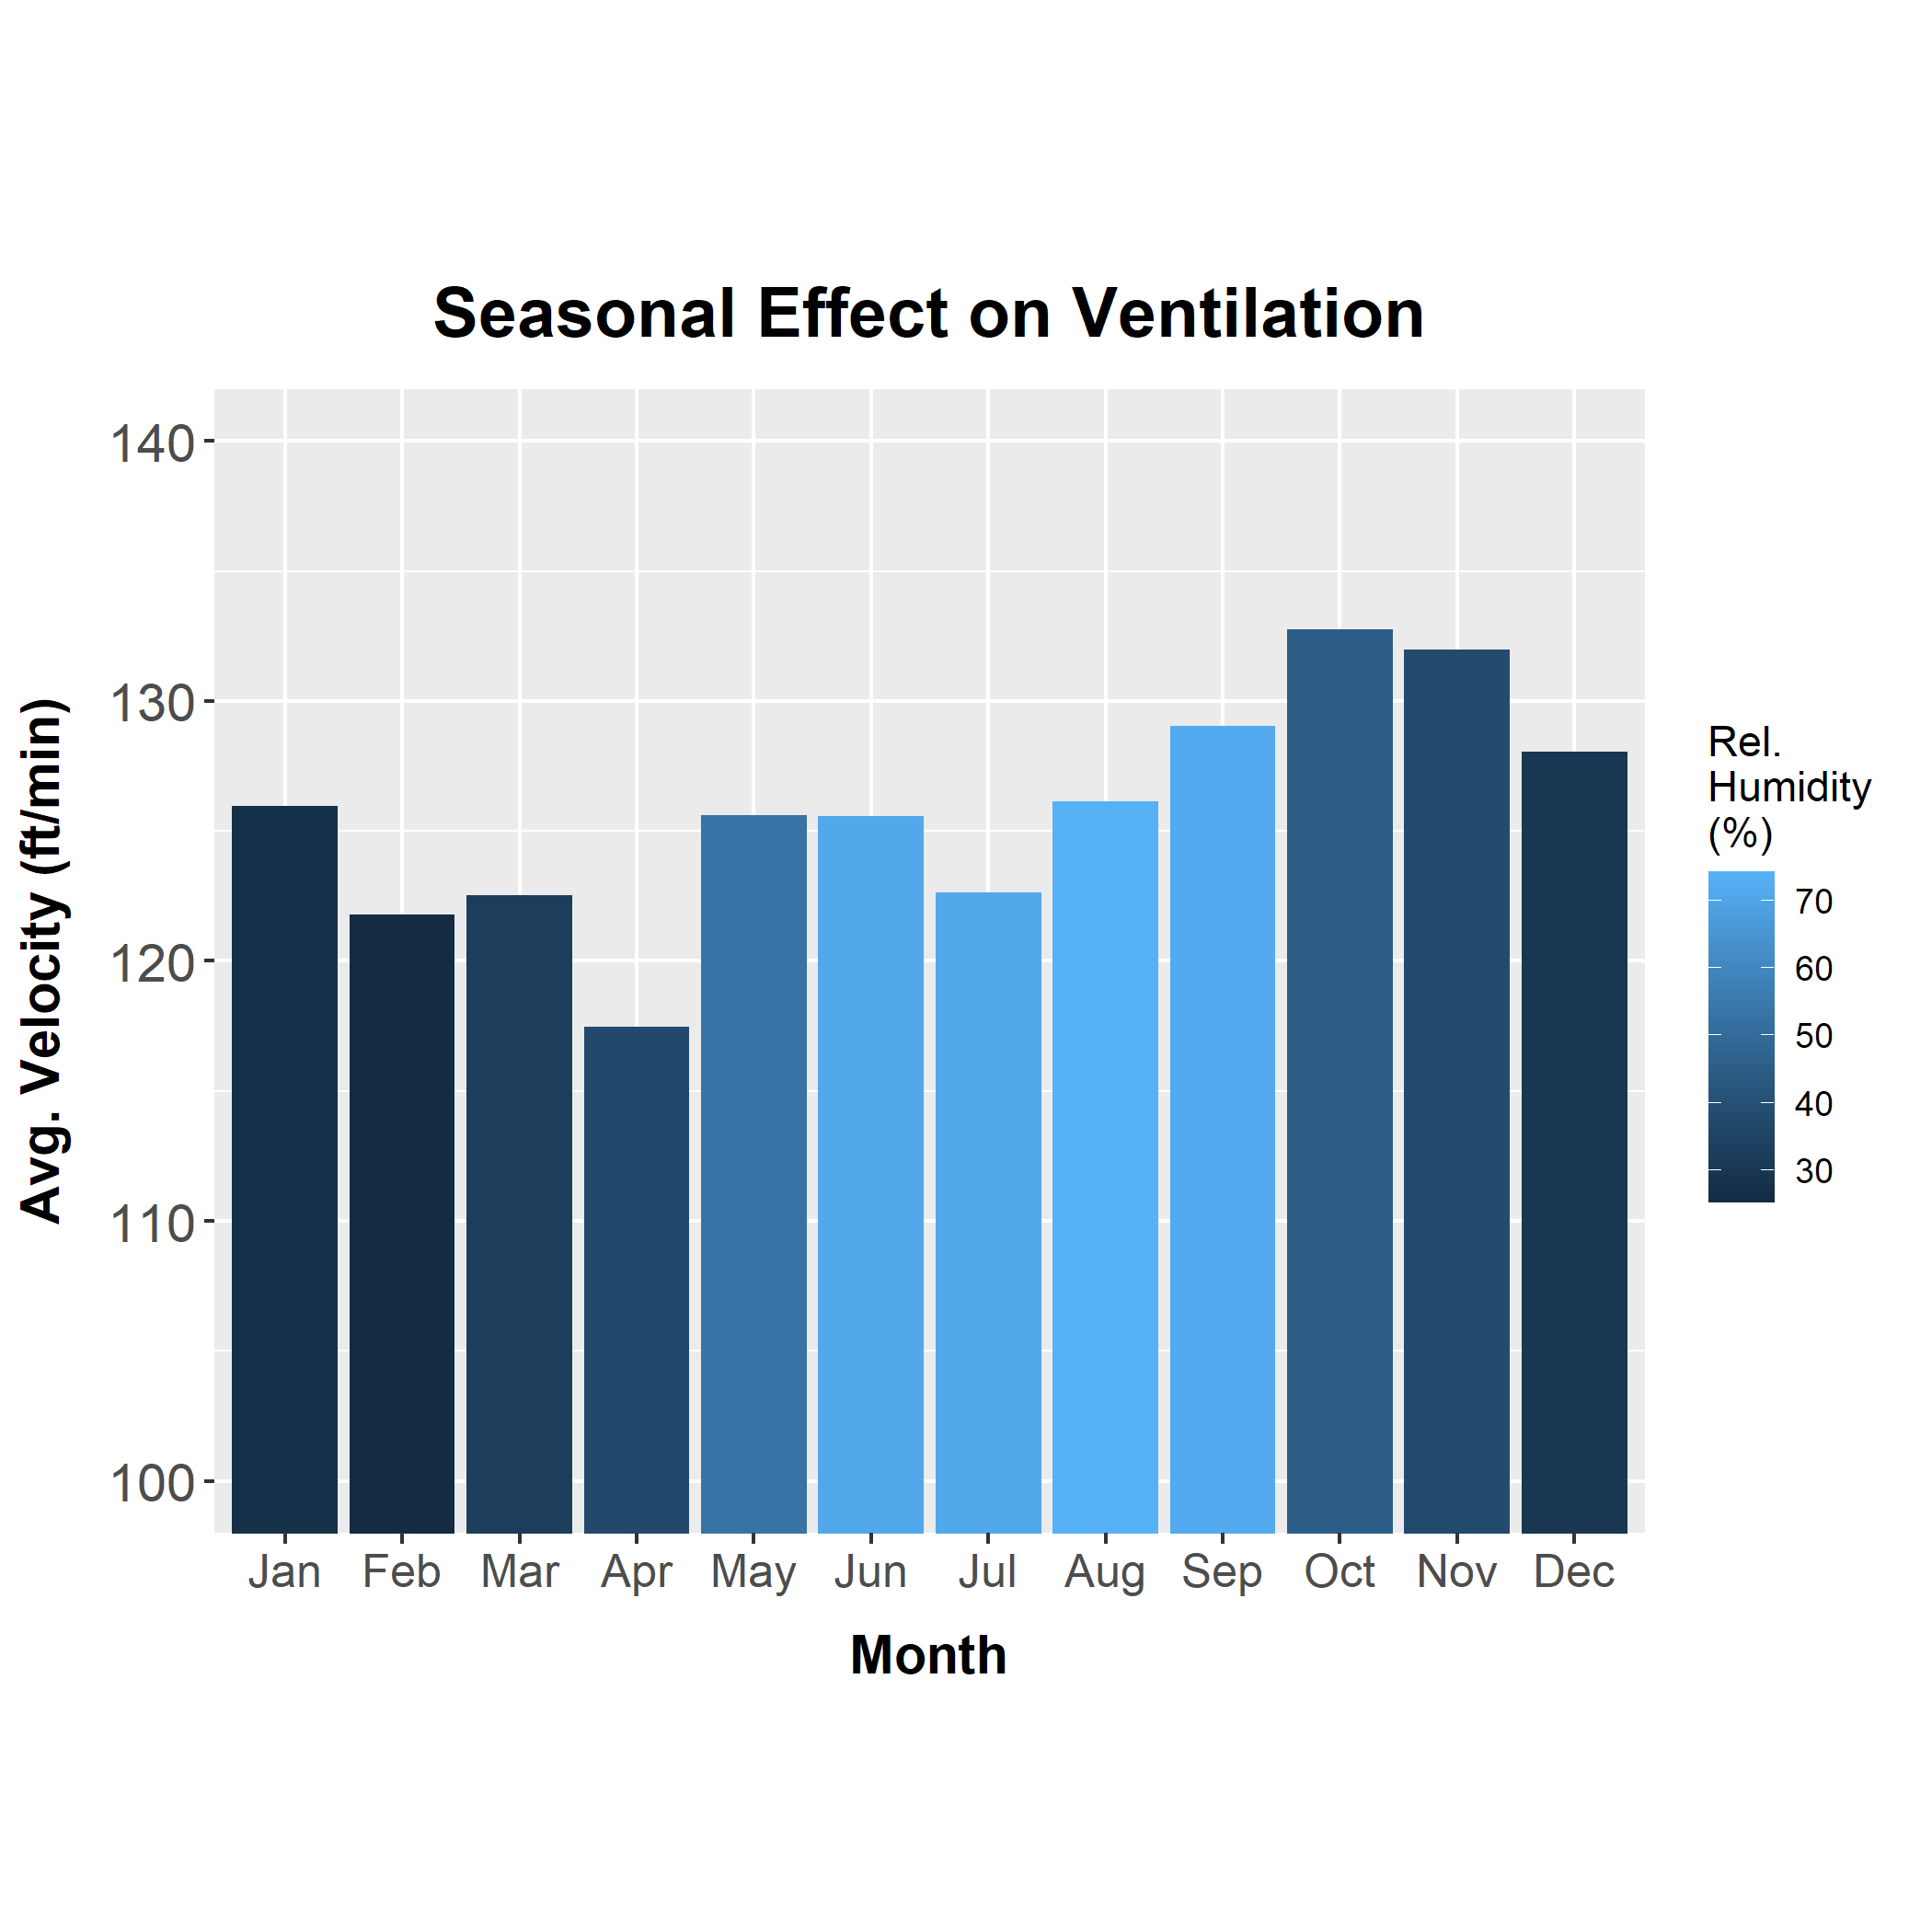 Seasonal Effect on Ventilation
Avg. Velocity (ft/min)
140
130
120
110
100
Jan Feb Mar Apr May Jun Jul Aug Sep Oct Nov Dec
Month
Rel.
Humidity
(%)
70
60
50
40
30